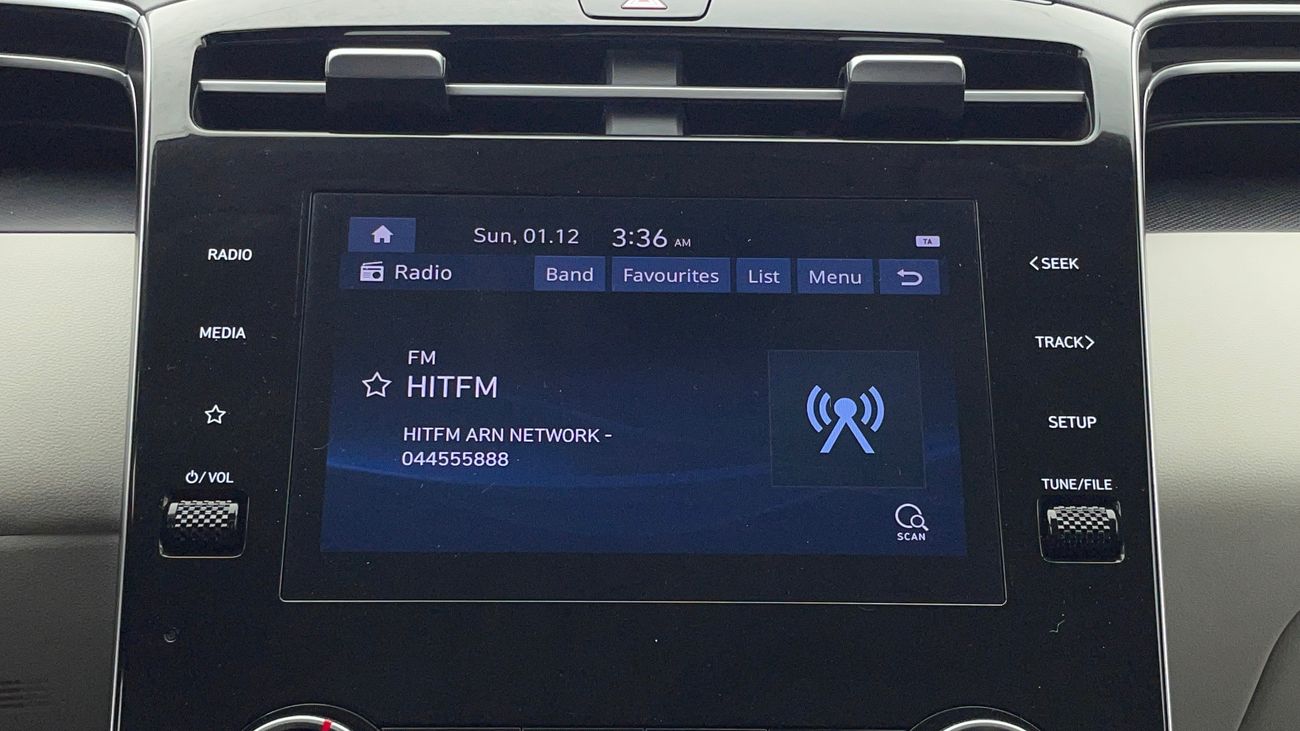 Sun, 01.12 3:36 AM
TA
Radio Band Favourites List Menu
FM
HITFM
HITFM ARN NETWORK -
044555888
SCAN
RADIO
MEDIA
/ VOL
< SEEK
TRACK >
SETUP
TUNE/FILE